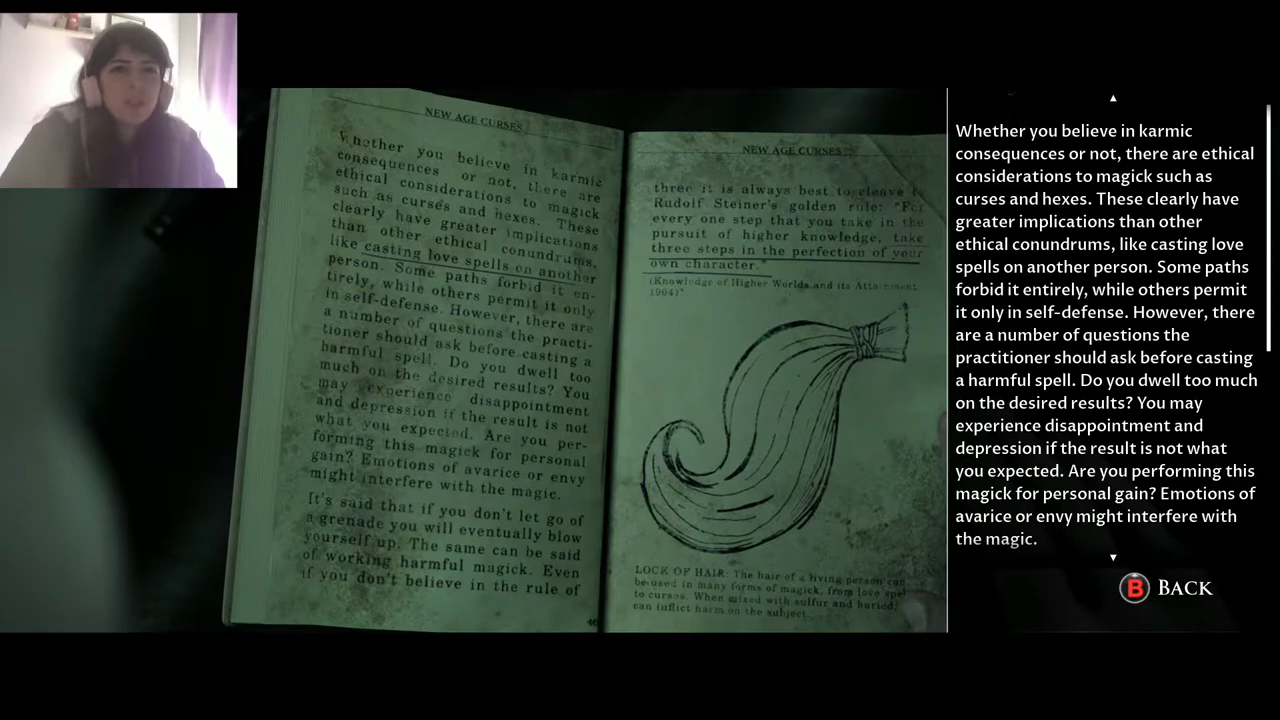 NEW AGE CURSES
Whether you believe in karmic
consequences or not, there are
ethical considerations to magick
such as curses and hexes. These
clearly have greater implications
than other ethical conundrums,
like casting love spells on another
person. Some paths forbid it en-
tirely, while others permit it only
in self-defense. However, there are
a number of questions the practi-
tioner should ask before casting a
harmful spell. Do you dwell too
much on the desired results? You
may experience disappointment
and depression if the result is not
what you expected. Are you per-
forming this magick for personal
gain? Emotions of avarice or envy
might interfere with the magic.
It's said that if you don't let go of
a grenade you will eventually blow
yourself up. The same can be said
of working harmful magick. Even
if you don't believe in the rule of
46
NEW AGE CURSES
three it is always best to cleave
Rudolf Steiner's golden rule: "For
every one step that you take in the
pursuit of higher knowledge, take
three steps in the perfection of your
own character."
(Knowledge of Higher Worlds and its Attainment
1904)"
LOCK OF HAIR: The hair of a living person can
be used in many forms of magick, from love spel
to curses. When mixed with sulfur and buried,
can inflict harm on the subject.
Whether you believe in karmic
consequences or not, there are ethical
considerations to magick such as
curses and hexes. These clearly have
greater implications than other
ethical conundrums, like casting love
spells on another person. Some paths
forbid it entirely, while others permit
it only in self-defense. However, there
are a number of questions the
practitioner should ask before casting
a harmful spell. Do you dwell too much
on the desired results? You may
experience disappointment and
depression if the result is not what
you expected. Are you performing this
magick for personal gain? Emotions of
avarice or envy might interfere with
the magic.
B BACK